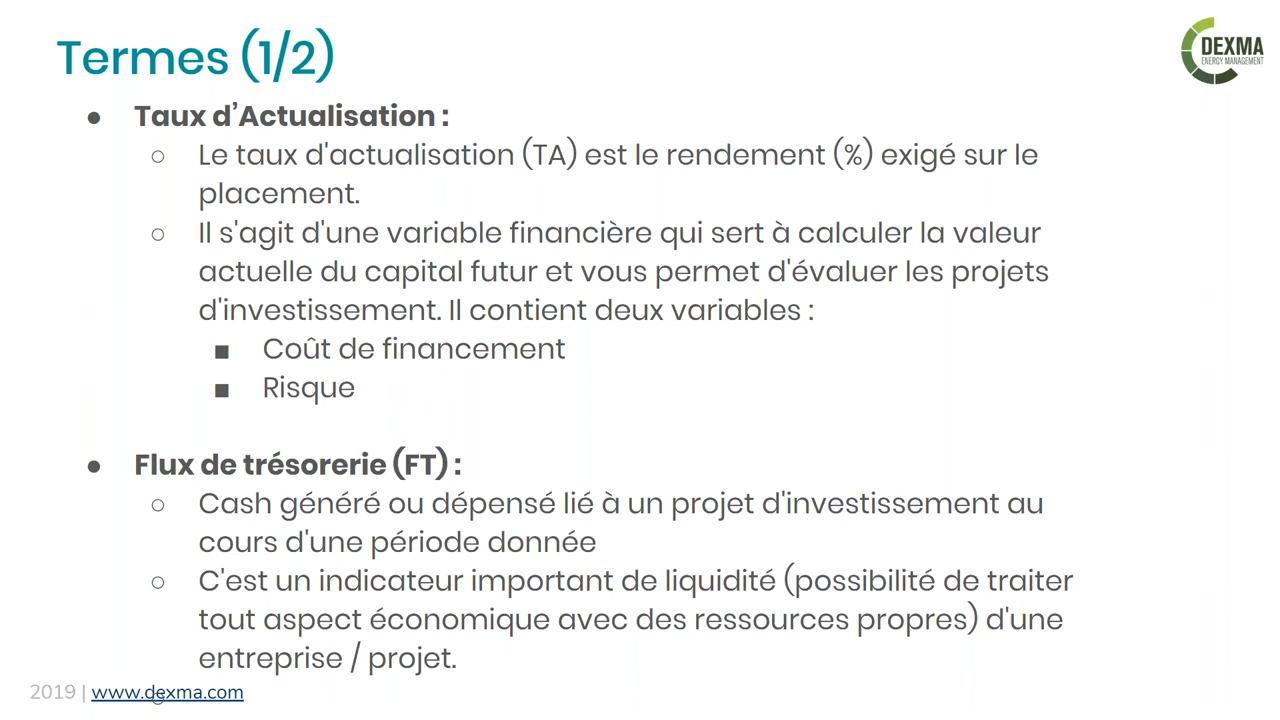 Termes (1/2)
DEXMA
ENERGY MANAGEMENT
● Taux d'Actualisation :
○ Le taux d'actualisation (TA) est le rendement (%) exigé sur le
placement.
○ Il s'agit d'une variable financière qui sert à calculer la valeur
actuelle du capital futur et vous permet d'évaluer les projets
d'investissement. Il contient deux variables :
■ Coût de financement
■ Risque
● Flux de trésorerie (FT) :
○ Cash généré ou dépensé lié à un projet d'investissement au
cours d'une période donnée
○ C'est un indicateur important de liquidité (possibilité de traiter
tout aspect économique avec des ressources propres) d'une
entreprise / projet.
2019 | www.dexma.com